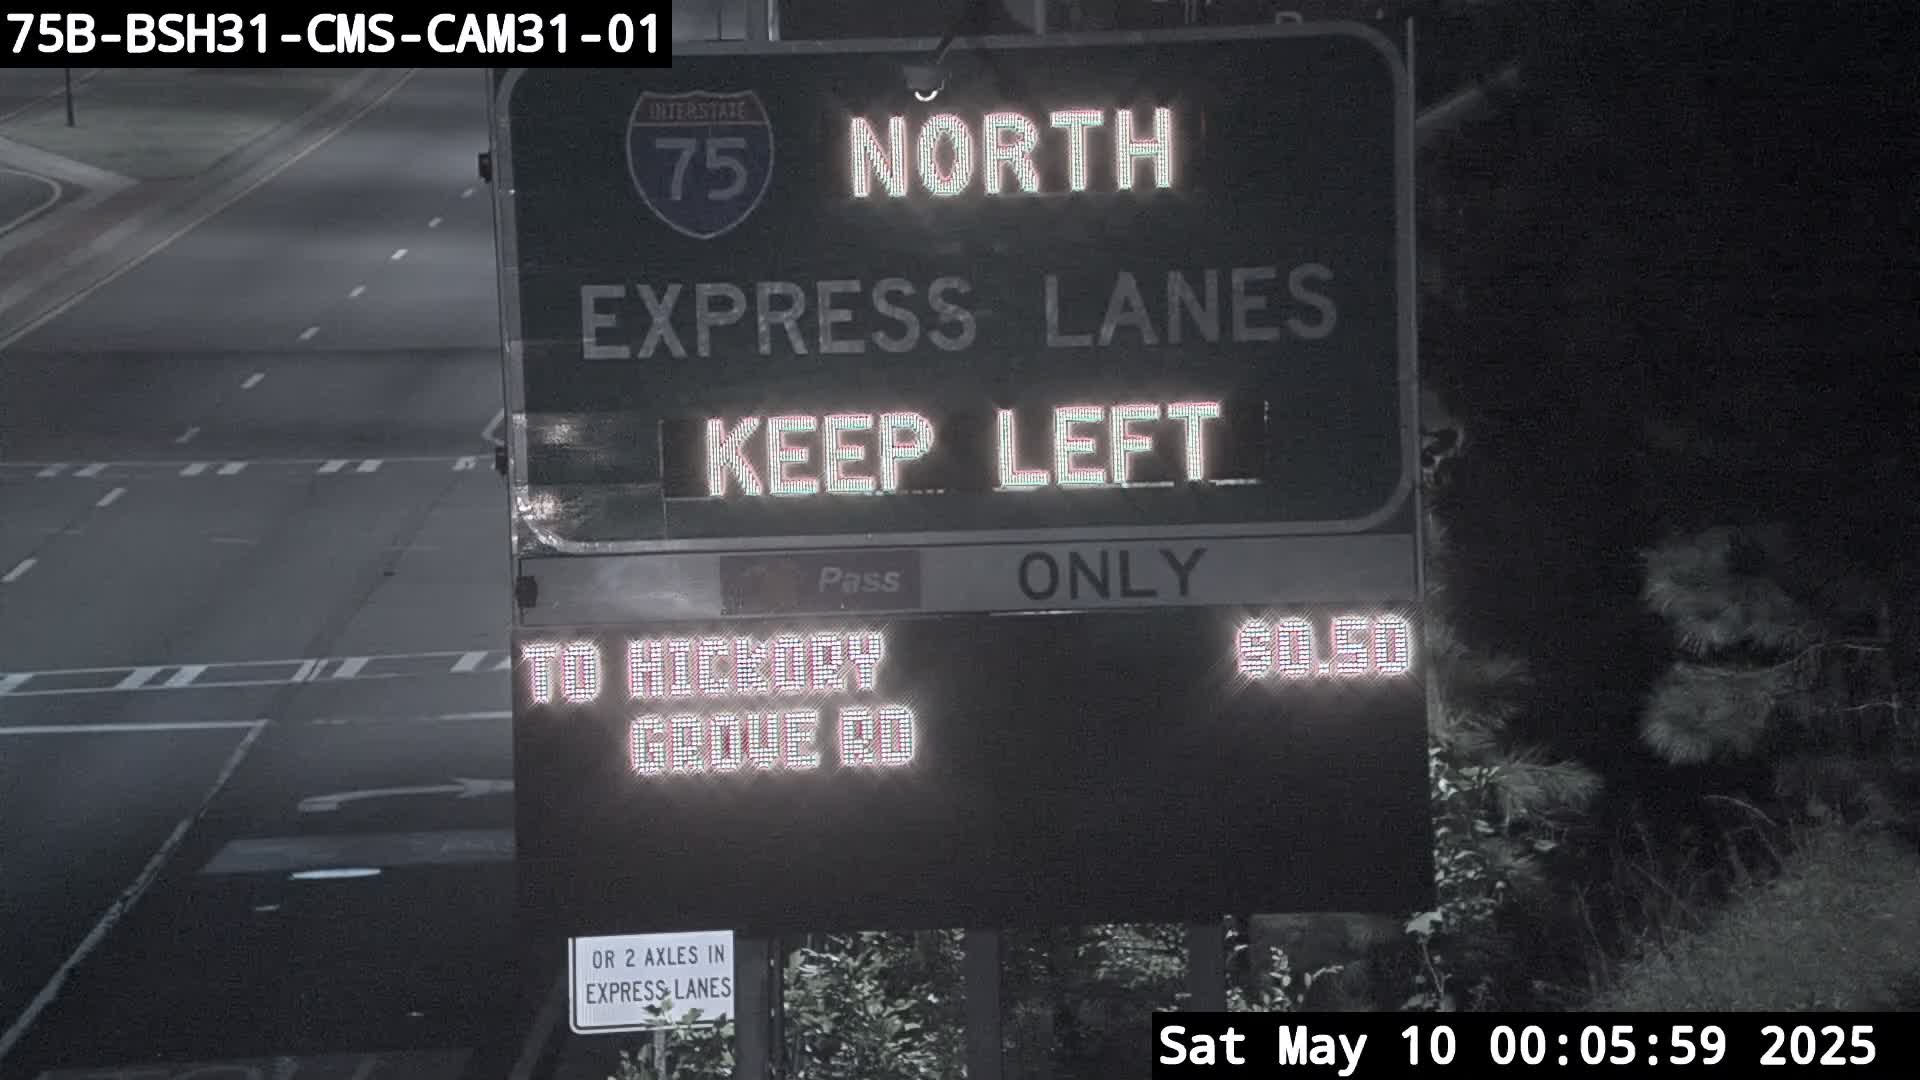 75B-BSH31-CMS-CAM31-01
INTERSTATE
75
NORTH
EXPRESS LANES
KEEP LEFT
Pass ONLY
TO HICKORY $0.50
GROVE RD
OR 2 AXLES IN
EXPRESS LANES
Sat May 10 00:05:59 2025